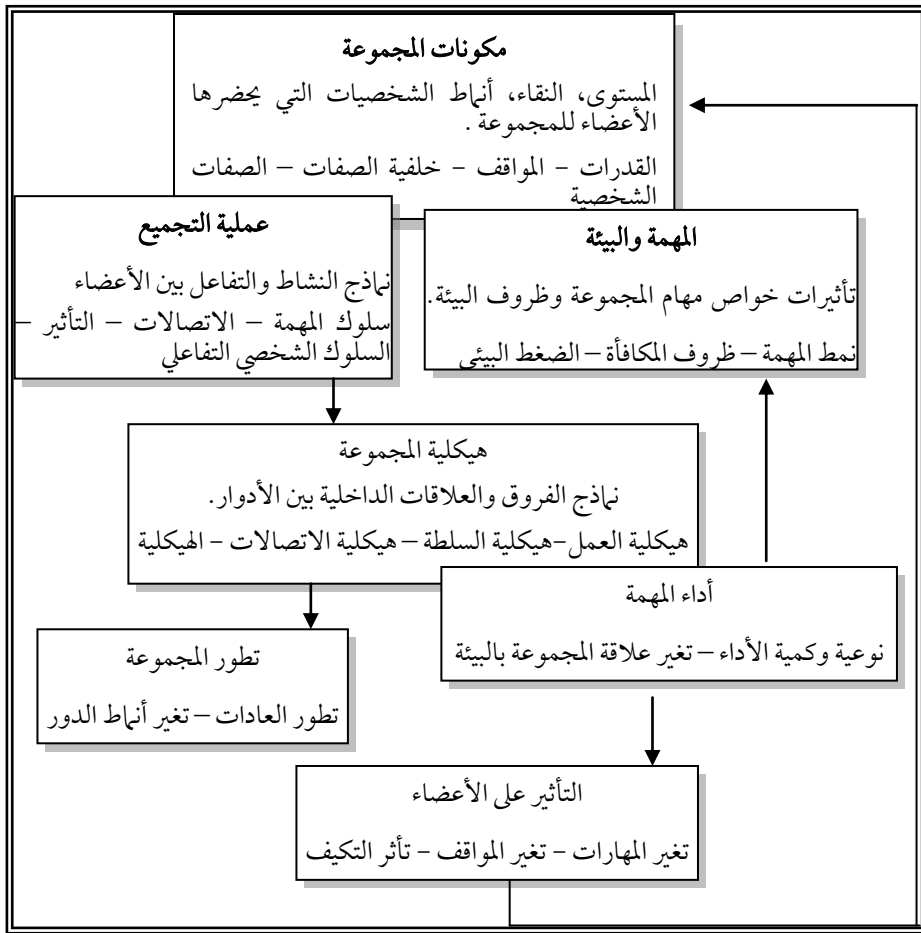 مكونات المجموعة
المستوى، النقاء، أنماط الشخصيات التي يحضرها
الأعضاء للمجموعة .
القدرات – المواقف – خلفية الصفات – الصفات
الشخصية
المهمة والبيئة
تأثيرات خواص مهام المجموعة وظروف البيئة.
نمط المهمة – ظروف المكافأة – الضغط البيئي
عملية التجميع
نماذج النشاط والتفاعل بين الأعضاء
سلوك المهمة – الاتصالات – التأثير –
السلوك الشخصي التفاعلي
هيكلية المجموعة
نماذج الفروق والعلاقات الداخلية بين الأدوار.
هيكلية العمل-هيكلية السلطة – هيكلية الاتصالات – الهيكلية
أداء المهمة
نوعية وكمية الأداء – تغير علاقة المجموعة بالبيئة
تطور المجموعة
تطور العادات – تغير أنماط الدور
التأثير على الأعضاء
تغير المهارات – تغير المواقف – تأثر التكيف